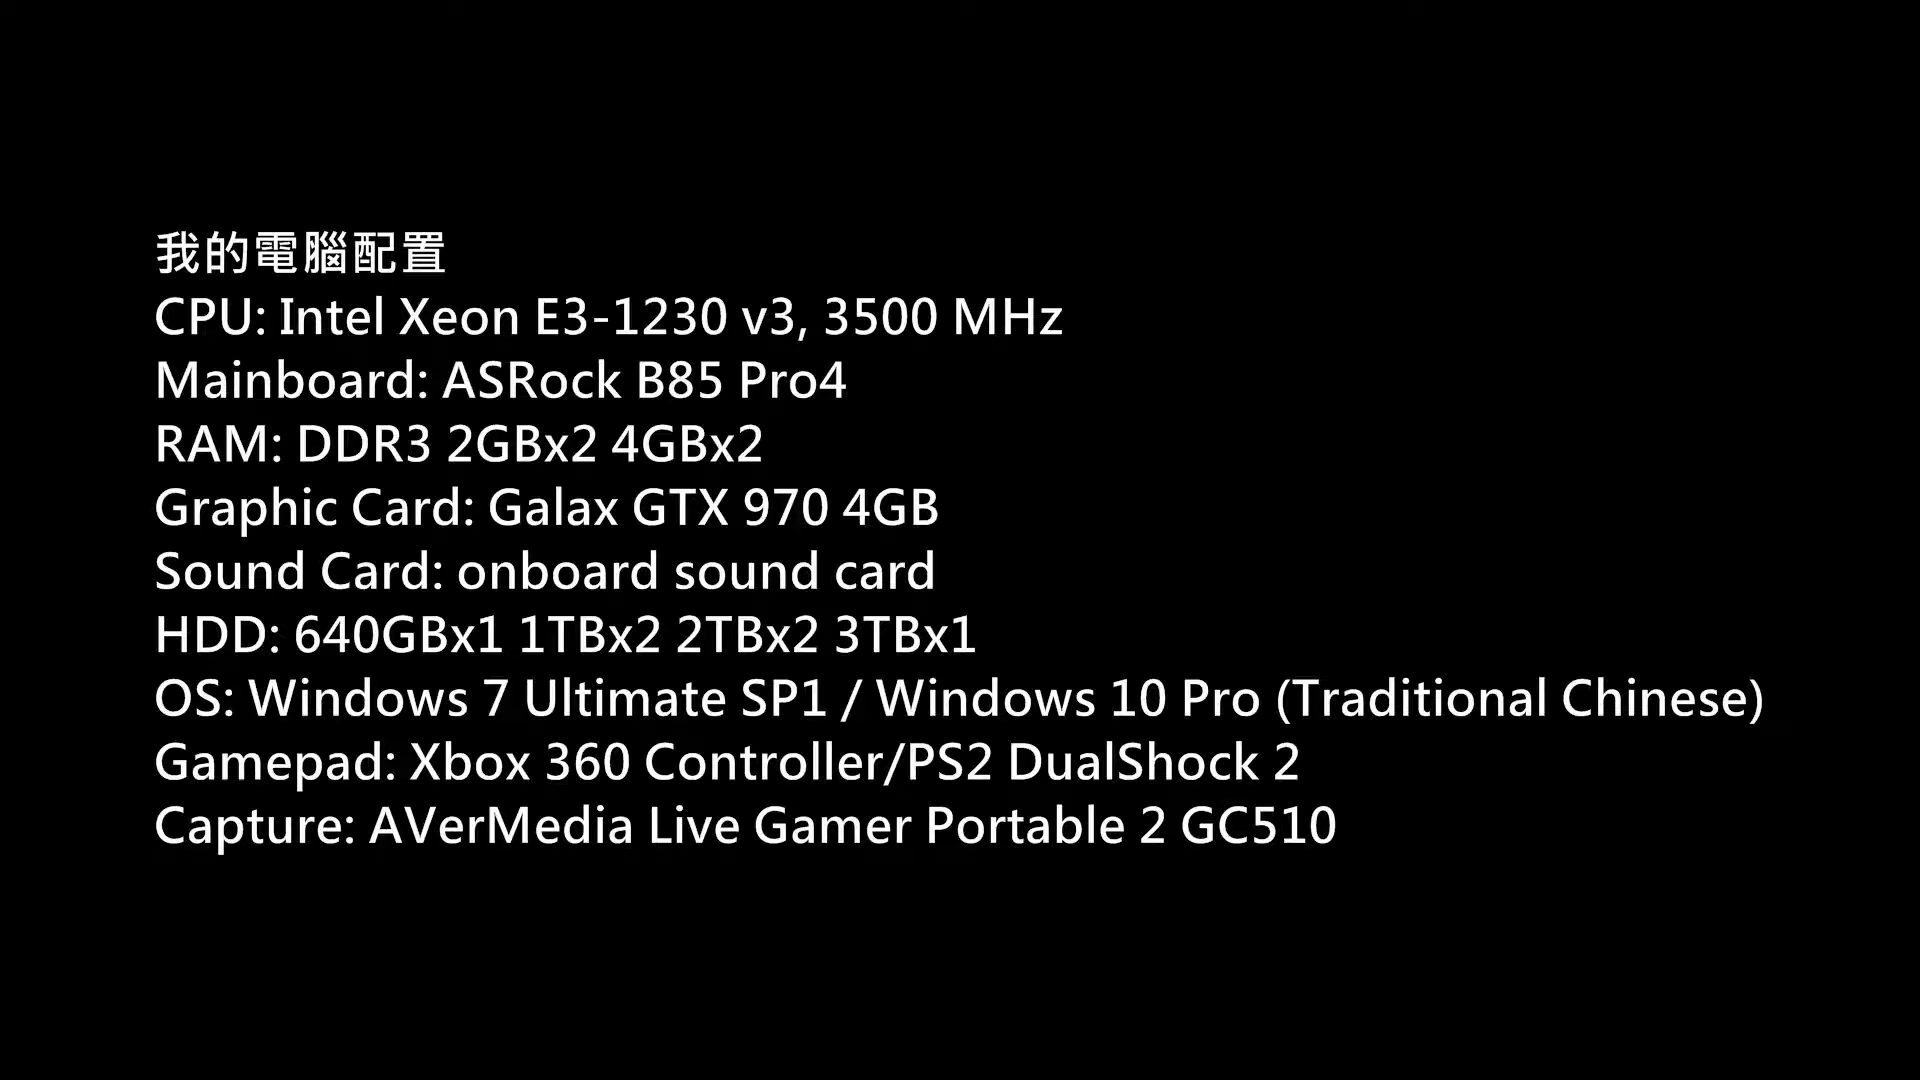 我的電腦配置
CPU: Intel Xeon E3-1230 v3, 3500 MHz
Mainboard: ASRock B85 Pro4
RAM: DDR3 2GBx2 4GBx2
Graphic Card: Galax GTX 970 4GB
Sound Card: onboard sound card
HDD: 640GBx1 1TBx2 2TBx2 3TBx1
OS: Windows 7 Ultimate SP1 / Windows 10 Pro (Traditional Chinese)
Gamepad: Xbox 360 Controller/PS2 DualShock 2
Capture: AVerMedia Live Gamer Portable 2 GC510